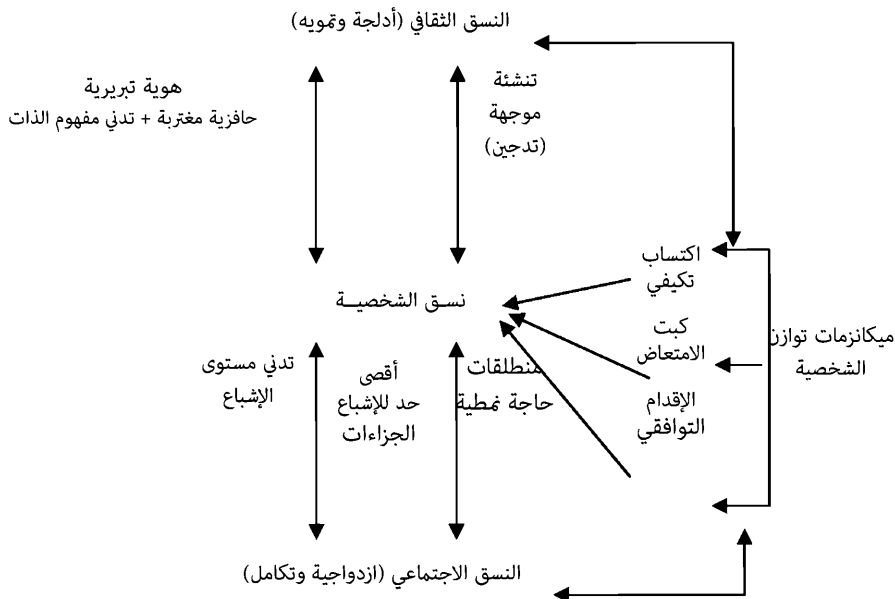 النسق الثقافي (أدلجة وتمويه)
تنشئة
موجهة
(تدجين)
هوية تبريرية
حافزية مغتربة + تدني مفهوم الذات
اكتساب
تكيفي
نسـق الشخصيــة
كبت
الامتعاض
ميكانزمات توازن
الشخصية
الإقدام
التوافقي
منطلقات
حاجة نمطية
أقصى
حد للإشباع
الجزاءات
تدني مستوى
الإشباع
النسق الاجتماعي (ازدواجية وتكامل)